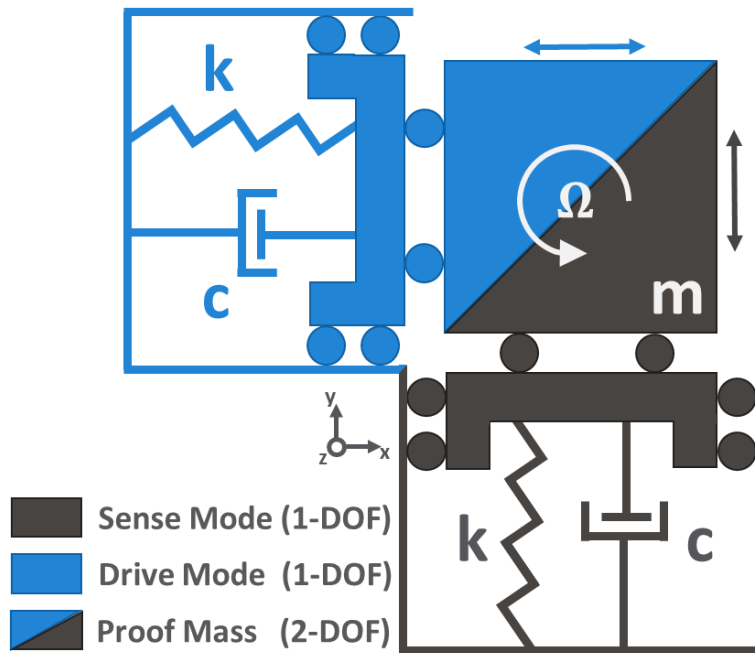 k
c
Ω
m
y
z
x
k
c
Sense Mode (1-DOF)
Drive Mode (1-DOF)
Proof Mass (2-DOF)